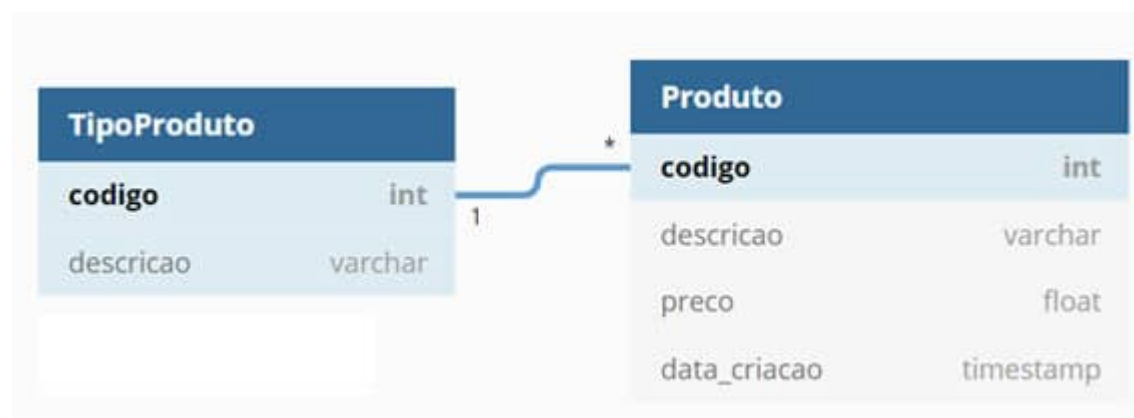 TipoProduto
codigo int
descricao varchar
1
*
Produto
codigo int
descricao varchar
preco float
data_criacao timestamp